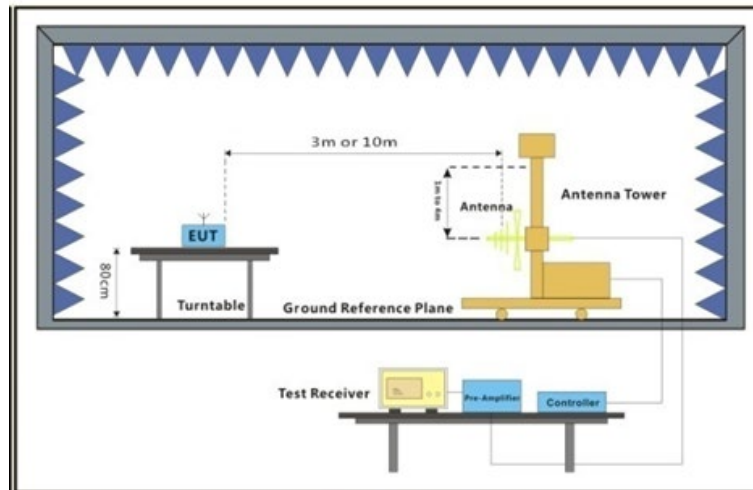 3m or 10m
1m to 4m
Antenna
Antenna Tower
EUT
80cm
Turntable
Ground Reference Plane
Test Receiver
Pre-Amplifier
Controller